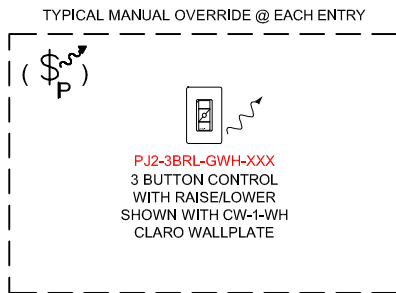 TYPICAL MANUAL OVERRIDE @ EACH ENTRY
( $ )
P
PJ2-3BRL-GWH-XXX
3 BUTTON CONTROL
WITH RAISE/LOWER
SHOWN WITH CW-1-WH
CLARO WALLPLATE